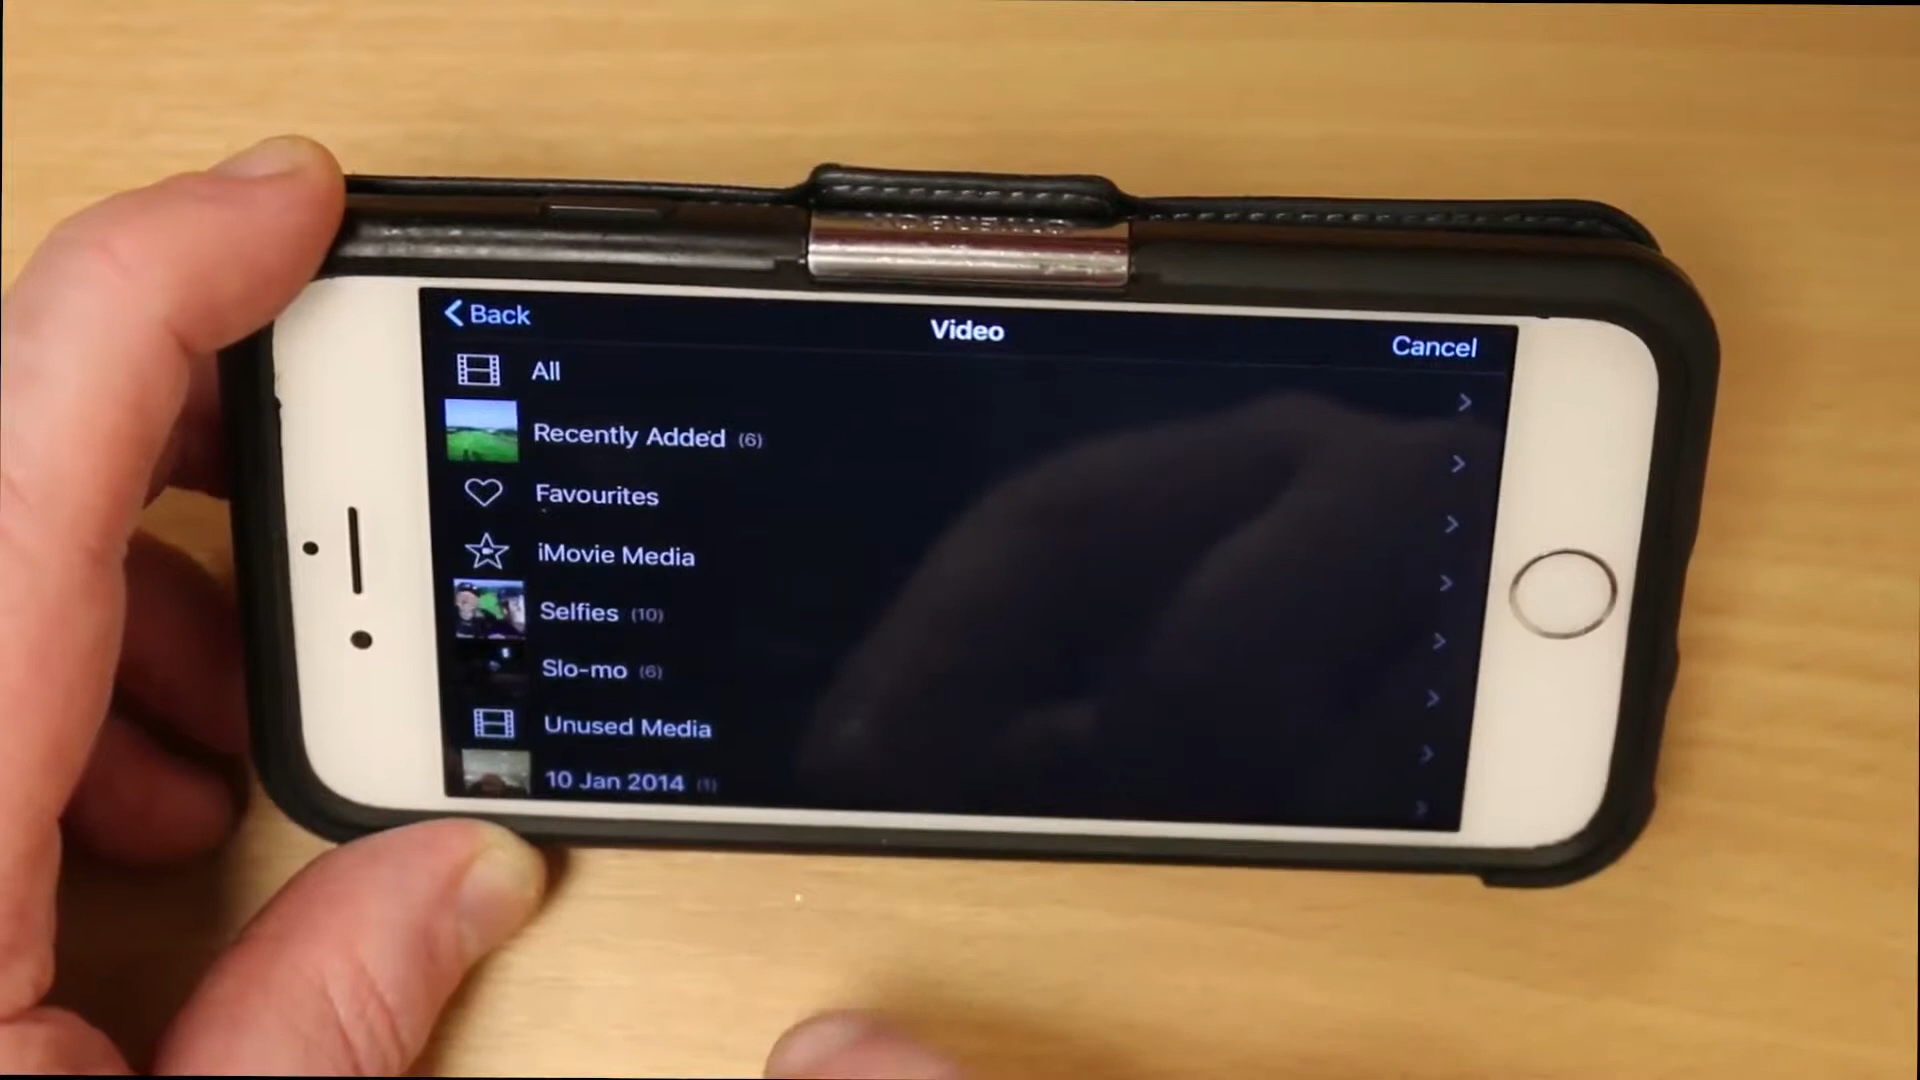 Back
Video
Cancel
All
Recently Added (6)
Favourites
iMovie Media
Selfies (10)
Slo-mo (6)
Unused Media
10 Jan 2014 (1)